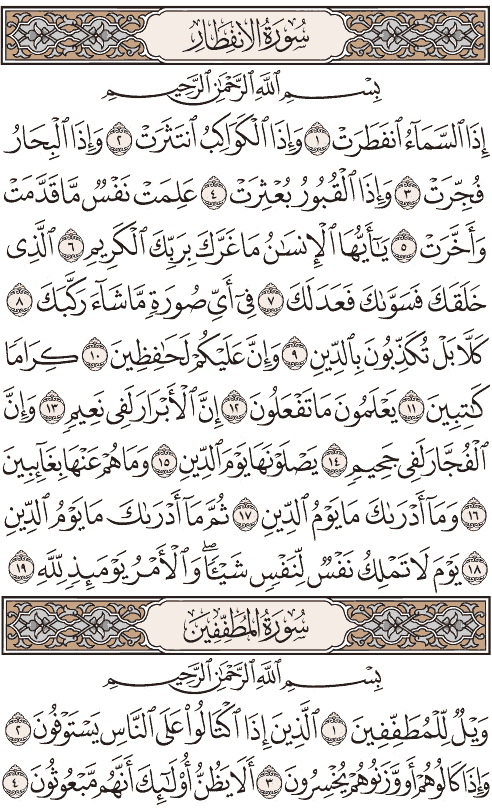 سُورَةُ الِانفِطَارِ
بِسْمِ ٱللَّهِ ٱلرَّحْمَٰنِ ٱلرَّحِيمِ
إِذَا ٱلسَّمَآءُ ٱنفَطَرَتْ ١ وَإِذَا ٱلْكَوَاكِبُ ٱنتَثَرَتْ ٢ وَإِذَا ٱلْبِحَارُ
فُجِّرَتْ ٣ وَإِذَا ٱلْقُبُورُ بُعْثِرَتْ ٤ عَلِمَتْ نَفْسٌ مَّا قَدَّمَتْ
وَأَخَّرَتْ ٥ يَٰٓأَيُّهَا ٱلْإِنسَٰنُ مَا غَرَّكَ بِرَبِّكَ ٱلْكَرِيمِ ٦ ٱلَّذِى
خَلَقَكَ فَسَوَّىٰكَ فَعَدَلَكَ ٧ فِىٓ أَىِّ صُورَةٍ مَّا شَآءَ رَكَّبَكَ ٨
كَلَّا بَلْ تُكَذِّبُونَ بِٱلدِّينِ ٩ وَإِنَّ عَلَيْكُمْ لَحَٰفِظِينَ ١٠ كِرَامًا
كَٰتِبِينَ ١١ يَعْلَمُونَ مَا تَفْعَلُونَ ١٢ إِنَّ ٱلْأَبْرَارَ لَفِى نَعِيمٍ ١٣ وَإِنَّ
ٱلْفُجَّارَ لَفِى جَحِيمٍ ١٤ يَصْلَوْنَهَا يَوْمَ ٱلدِّينِ ١٥ وَمَا هُمْ عَنْهَا بِغَآئِبِينَ
١٦ وَمَآ أَدْرَىٰكَ مَا يَوْمُ ٱلدِّينِ ١٧ ثُمَّ مَآ أَدْرَىٰكَ مَا يَوْمُ ٱلدِّينِ
١٨ يَوْمَ لَا تَمْلِكُ نَفْسٌ لِّنَفْسٍ شَيْـًٔا ۖ وَٱلْأَمْرُ يَوْمَئِذٍ لِّلَّهِ ١٩
سُورَةُ المُطَفِّفِينَ
بِسْمِ ٱللَّهِ ٱلرَّحْمَٰنِ ٱلرَّحِيمِ
وَيْلٌ لِّلْمُطَفِّفِينَ ١ ٱلَّذِينَ إِذَا ٱكْتَالُوا۟ عَلَى ٱلنَّاسِ يَسْتَوْفُونَ ٢
وَإِذَا كَالُوهُمْ أَو وَّزَنُوهُمْ يُخْسِرُونَ ٣ أَلَا يَظُنُّ أُو۟لَٰٓئِكَ أَنَّهُم مَّبْعُوثُونَ ٤